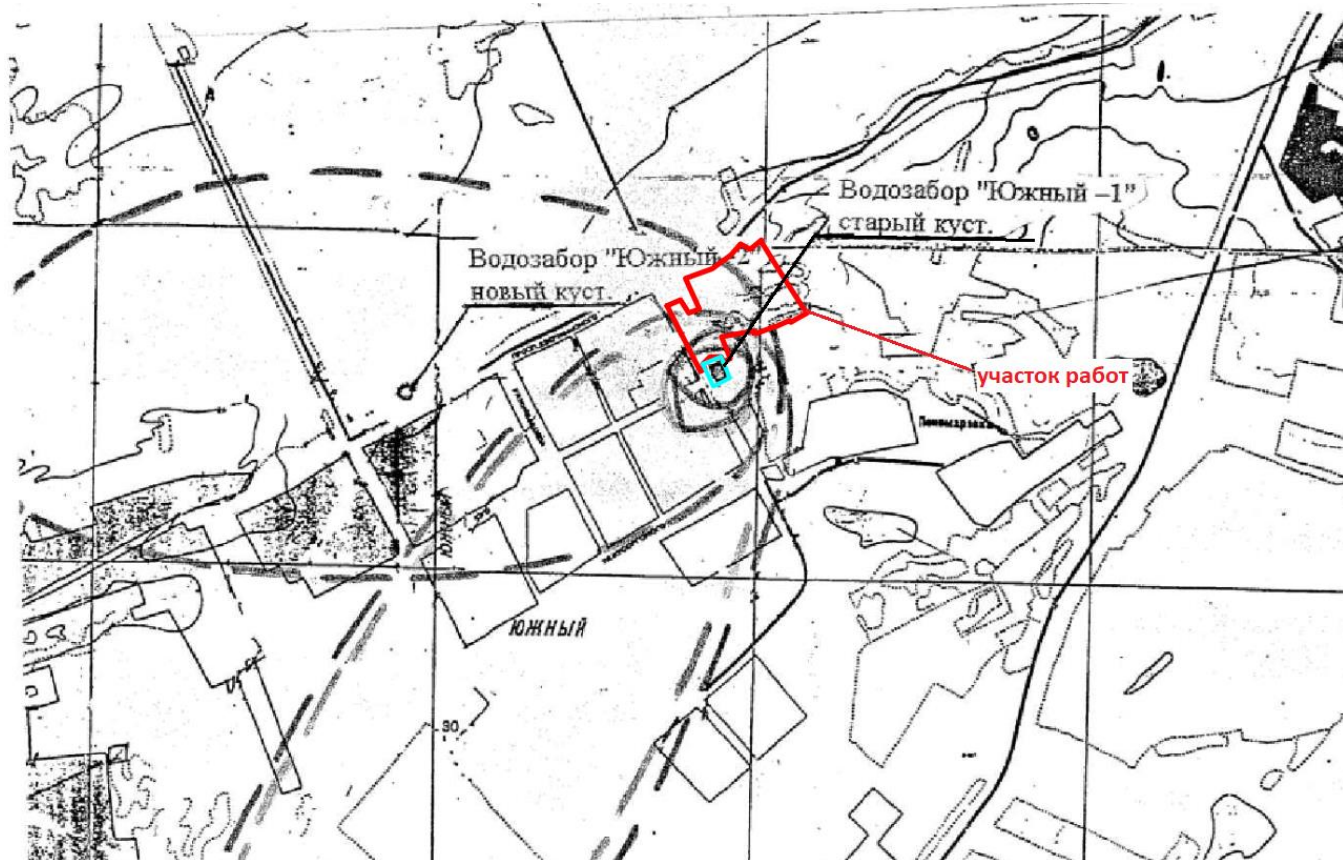 Водозабор "Южный –1"
старый куст.
Водозабор "Южный –2"
новый куст.
участок работ
ЮЖНЫЙ
30